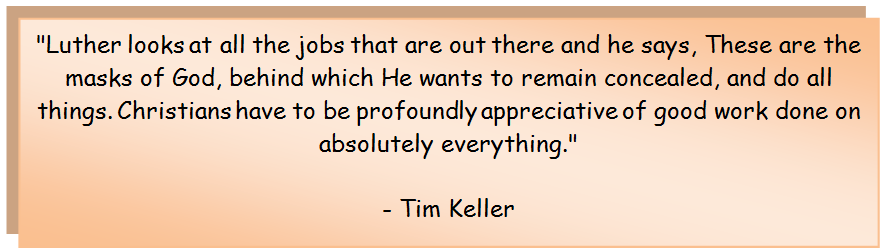 "Luther looks at all the jobs that are out there and he says, These are the
masks of God, behind which He wants to remain concealed, and do all
things. Christians have to be profoundly appreciative of good work done on
absolutely everything."
- Tim Keller